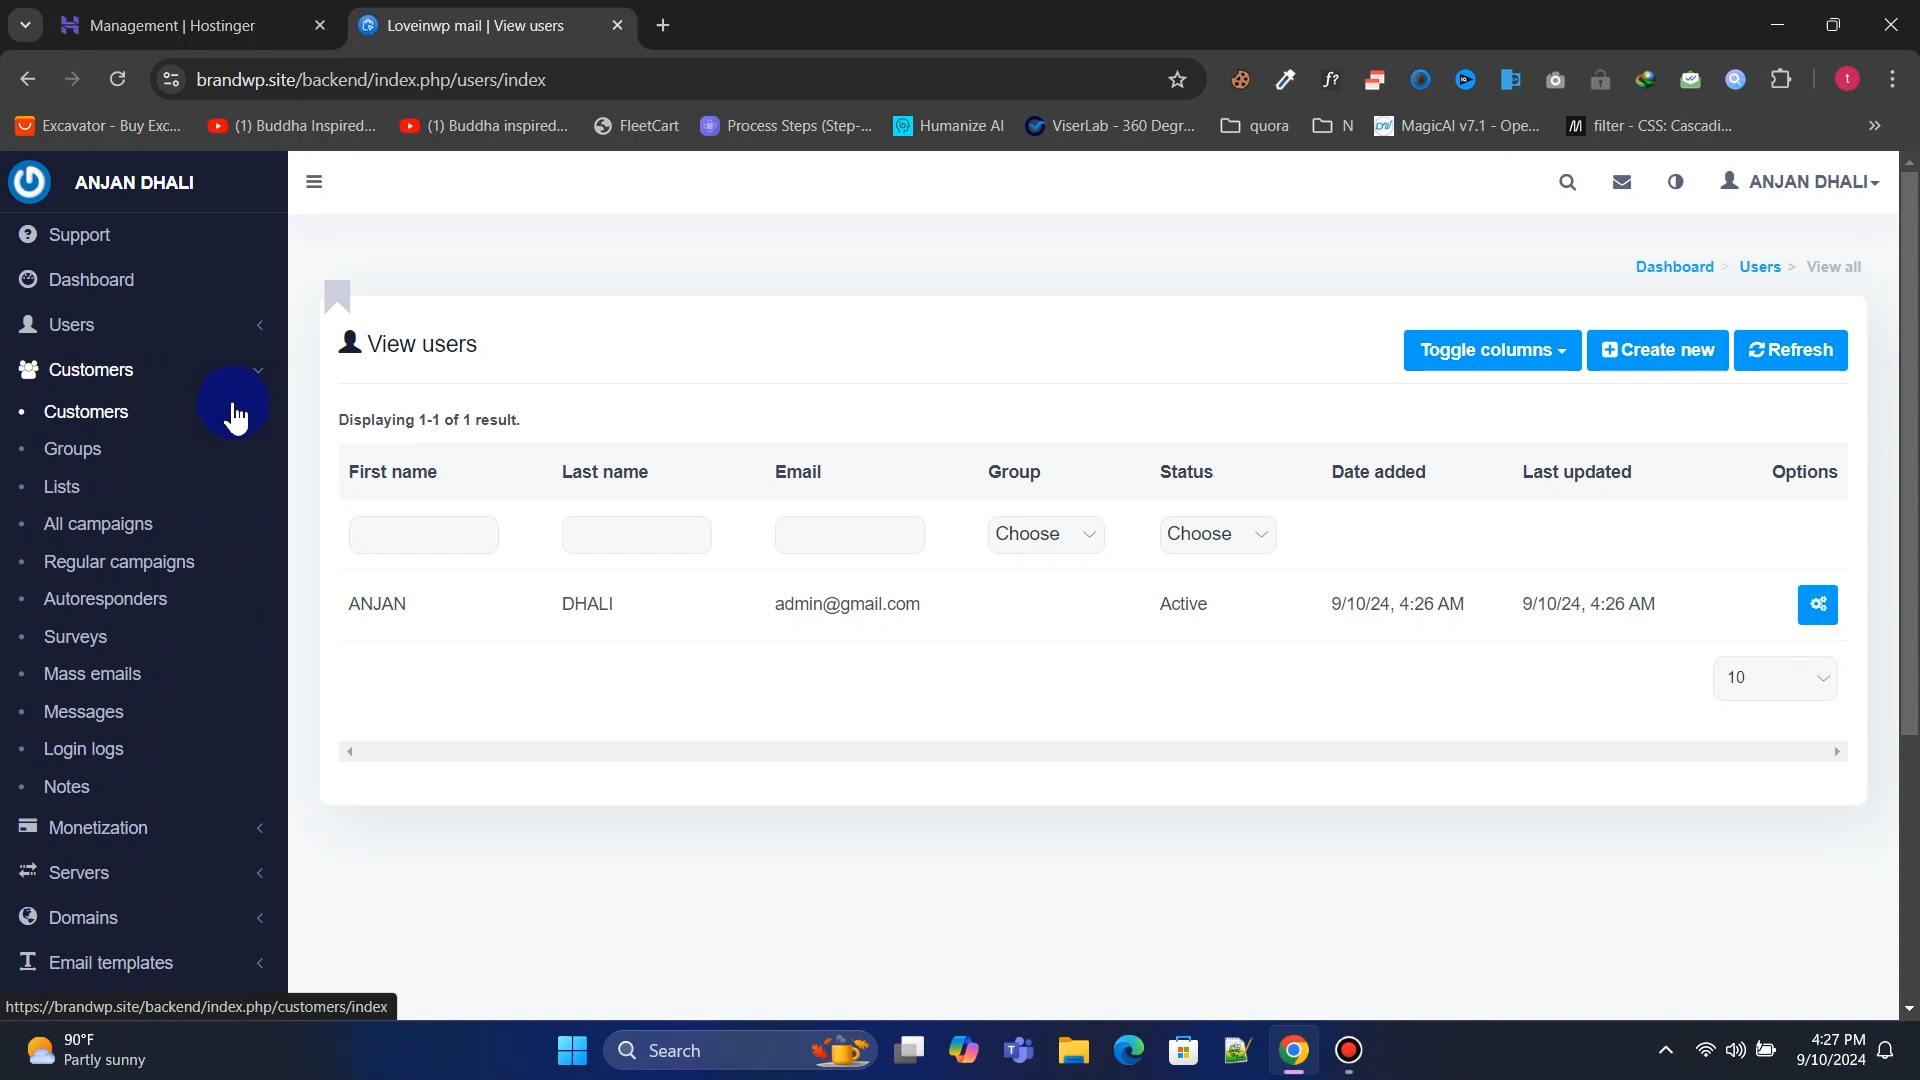 Management | Hostinger
Loveinwp mail | View users
brandwp.site/backend/index.php/users/index
Excavator - Buy Exc...
(1) Buddha Inspired...
(1) Buddha inspired...
FleetCart
Process Steps (Step-...
Humanize AI
ViserLab - 360 Degr...
quora
N
MagicAI v7.1 - Ope...
filter - CSS: Cascadi...
ANJAN DHALI
ANJAN DHALI
Support
Dashboard
Users
Customers
Customers
Groups
Lists
All campaigns
Regular campaigns
Autoresponders
Surveys
Mass emails
Messages
Login logs
Notes
Monetization
Servers
Domains
Email templates
https://brandwp.site/backend/index.php/customers/index
Dashboard > Users > View all
View users
Toggle columns
Create new
Refresh
Displaying 1-1 of 1 result.
First name Last name Email Group Status Date added Last updated Options
Choose Choose
ANJAN DHALI admin@gmail.com Active 9/10/24, 4:26 AM 9/10/24, 4:26 AM
10
90°F
Partly sunny
Search
4:27 PM
9/10/2024